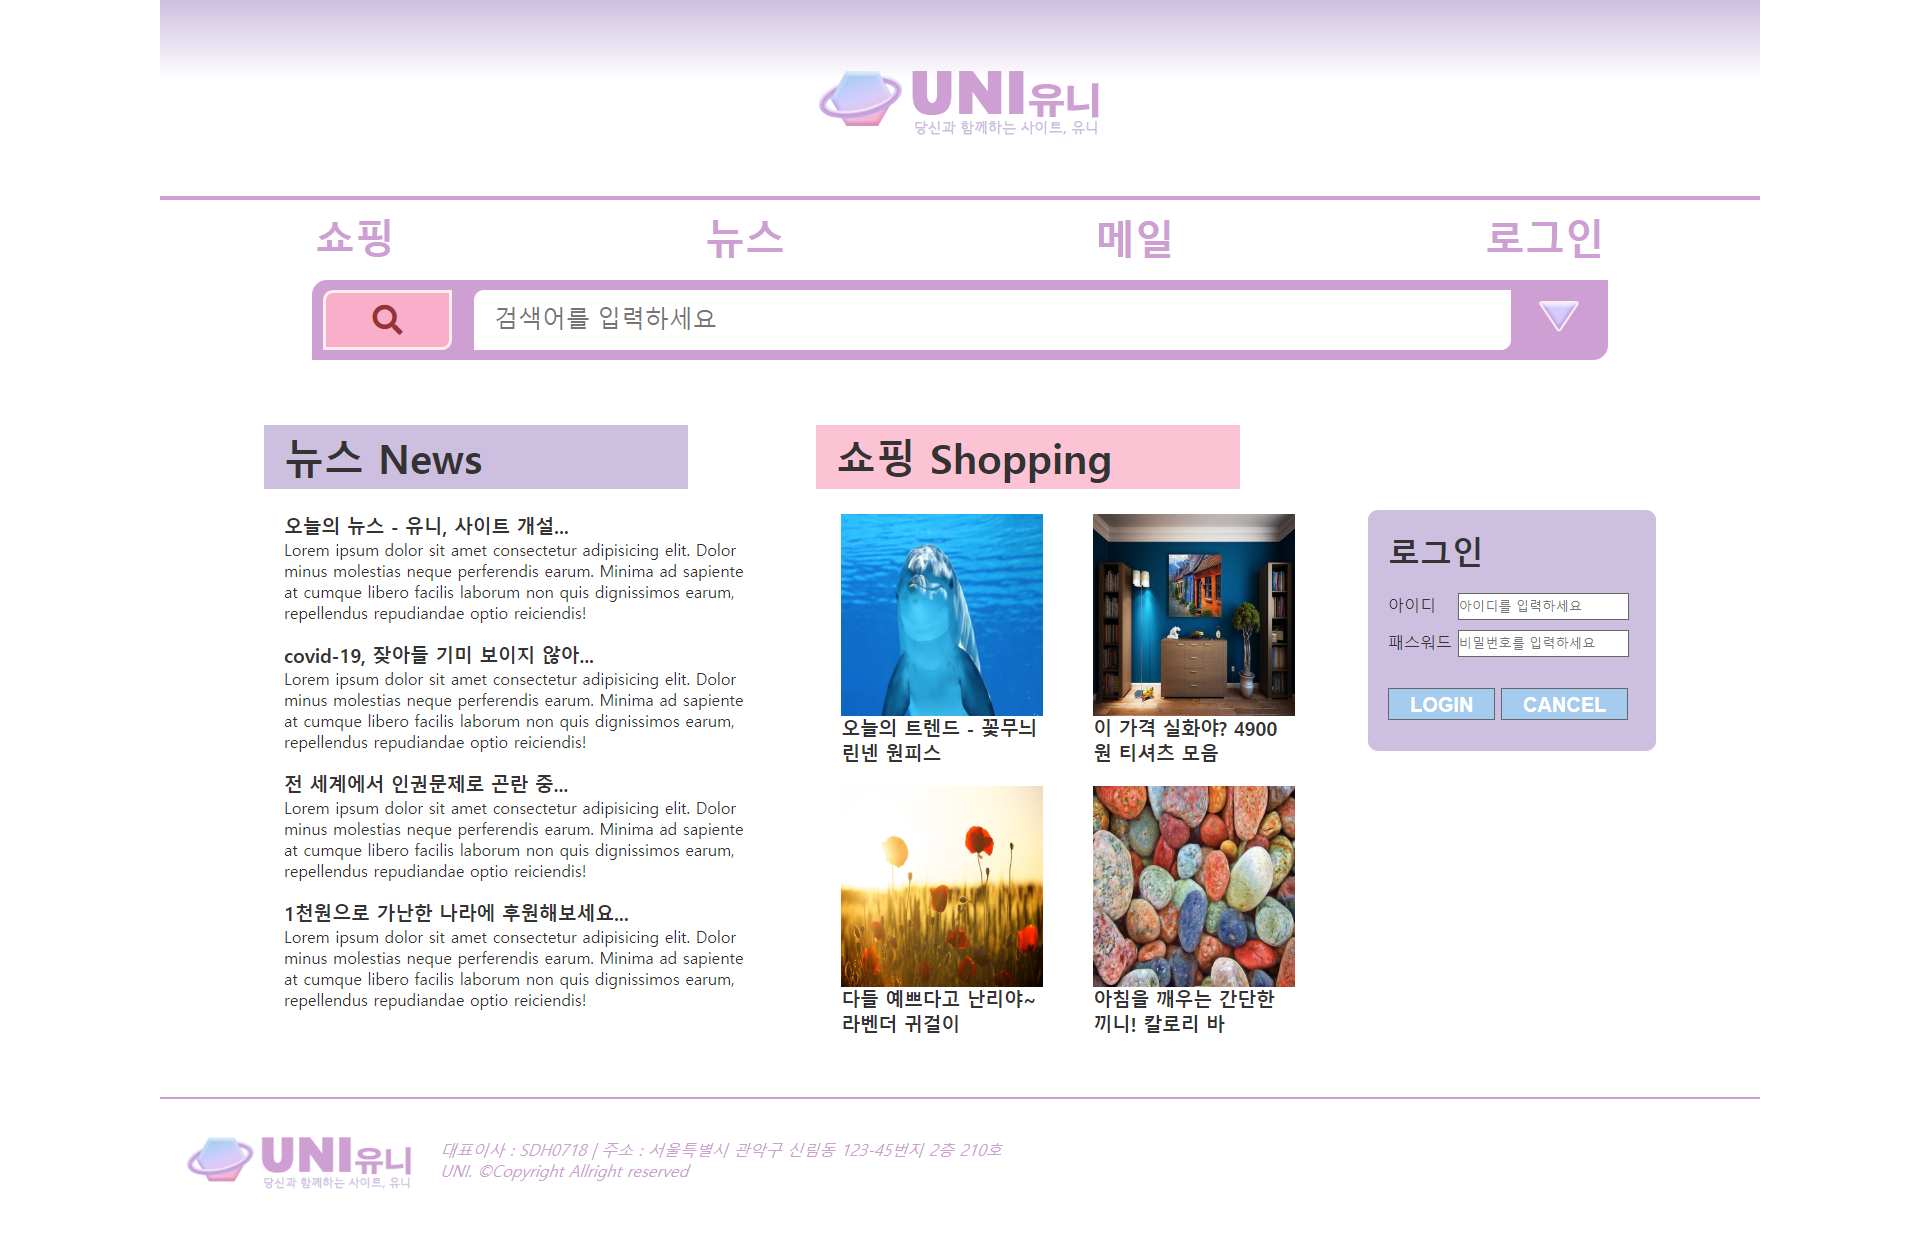 UNI유니
당신과 함께하는 사이트, 유니
쇼핑
뉴스
메일
로그인
검색어를 입력하세요
뉴스 News
오늘의 뉴스 - 유니, 사이트 개설...
Lorem ipsum dolor sit amet consectetur adipisicing elit. Dolor
minus molestias neque perferendis earum. Minima ad sapiente
at cumque libero facilis laborum non quis dignissimos earum,
repellendus repudiandae optio reiciendis!
covid-19, 잦아들 기미 보이지 않아...
Lorem ipsum dolor sit amet consectetur adipisicing elit. Dolor
minus molestias neque perferendis earum. Minima ad sapiente
at cumque libero facilis laborum non quis dignissimos earum,
repellendus repudiandae optio reiciendis!
전 세계에서 인권문제로 곤란 중...
Lorem ipsum dolor sit amet consectetur adipisicing elit. Dolor
minus molestias neque perferendis earum. Minima ad sapiente
at cumque libero facilis laborum non quis dignissimos earum,
repellendus repudiandae optio reiciendis!
1천원으로 가난한 나라에 후원해보세요...
Lorem ipsum dolor sit amet consectetur adipisicing elit. Dolor
minus molestias neque perferendis earum. Minima ad sapiente
at cumque libero facilis laborum non quis dignissimos earum,
repellendus repudiandae optio reiciendis!
쇼핑 Shopping
오늘의 트렌드 - 꽃무늬
린넨 원피스
이 가격 실화야? 4900
원 티셔츠 모음
다들 예쁘다고 난리야~
라벤더 귀걸이
아침을 깨우는 간단한
끼니! 칼로리 바
로그인
아이디
아이디를 입력하세요
패스워드
비밀번호를 입력하세요
LOGIN
CANCEL
UNI유니
당신과 함께하는 사이트, 유니
대표이사 : SDH0718 | 주소 : 서울특별시 관악구 신림동 123-45번지 2층 210호
UNI. ©Copyright Allright reserved